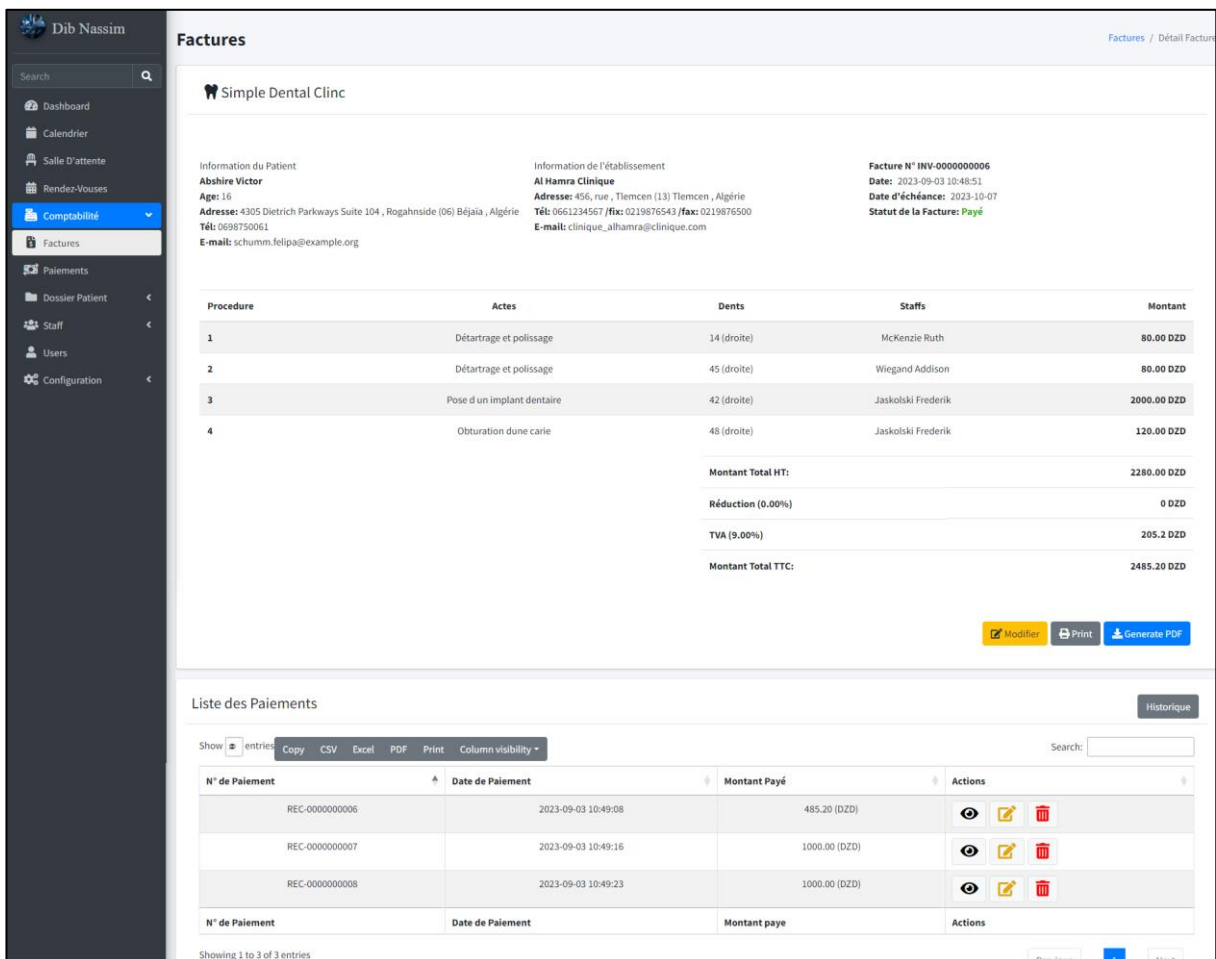 Dib Nassim
Search
Dashboard
Calendrier
Salle D'attente
Rendez-Vouses
Comptabilité
Factures
Paiements
Dossier Patient
Staff
Users
Configuration
Factures
Factures / Détail Facture
Simple Dental Clinc
Information du Patient
Abshire Victor
Age: 16
Adresse: 4305 Dietrich Parkways Suite 104 , Rogahnside (06) Béjaïa , Algérie
Tél: 0698750061
E-mail: schumm.felipa@example.org
Information de l'établissement
Al Hamra Clinique
Adresse: 456, rue , Tlemcen (13) Tlemcen , Algérie
Tél: 0661234567 /fix: 0219876543 /fax: 0219876500
E-mail: clinique_alhamra@clinique.com
Facture N° INV-0000000006
Date: 2023-09-03 10:48:51
Date d'échéance: 2023-10-07
Statut de la Facture: Payé
Procedure Actes Dents Staffs Montant
1 Détartrage et polissage 14 (droite) McKenzie Ruth 80.00 DZD
2 Détartrage et polissage 45 (droite) Wiegand Addison 80.00 DZD
3 Pose d un implant dentaire 42 (droite) Jaskolski Frederik 2000.00 DZD
4 Obturation dune carie 48 (droite) Jaskolski Frederik 120.00 DZD
Montant Total HT: 2280.00 DZD
Réduction (0.00%) 0 DZD
TVA (9.00%) 205.2 DZD
Montant Total TTC: 2485.20 DZD
Modifier Print Generate PDF
Liste des Paiements
Historique
Show entries Copy CSV Excel PDF Print Column visibility Search:
N° de Paiement Date de Paiement Montant Payé Actions
REC-0000000006 2023-09-03 10:49:08 485.20 (DZD)
REC-0000000007 2023-09-03 10:49:16 1000.00 (DZD)
REC-0000000008 2023-09-03 10:49:23 1000.00 (DZD)
N° de Paiement Date de Paiement Montant paye Actions
Showing 1 to 3 of 3 entries